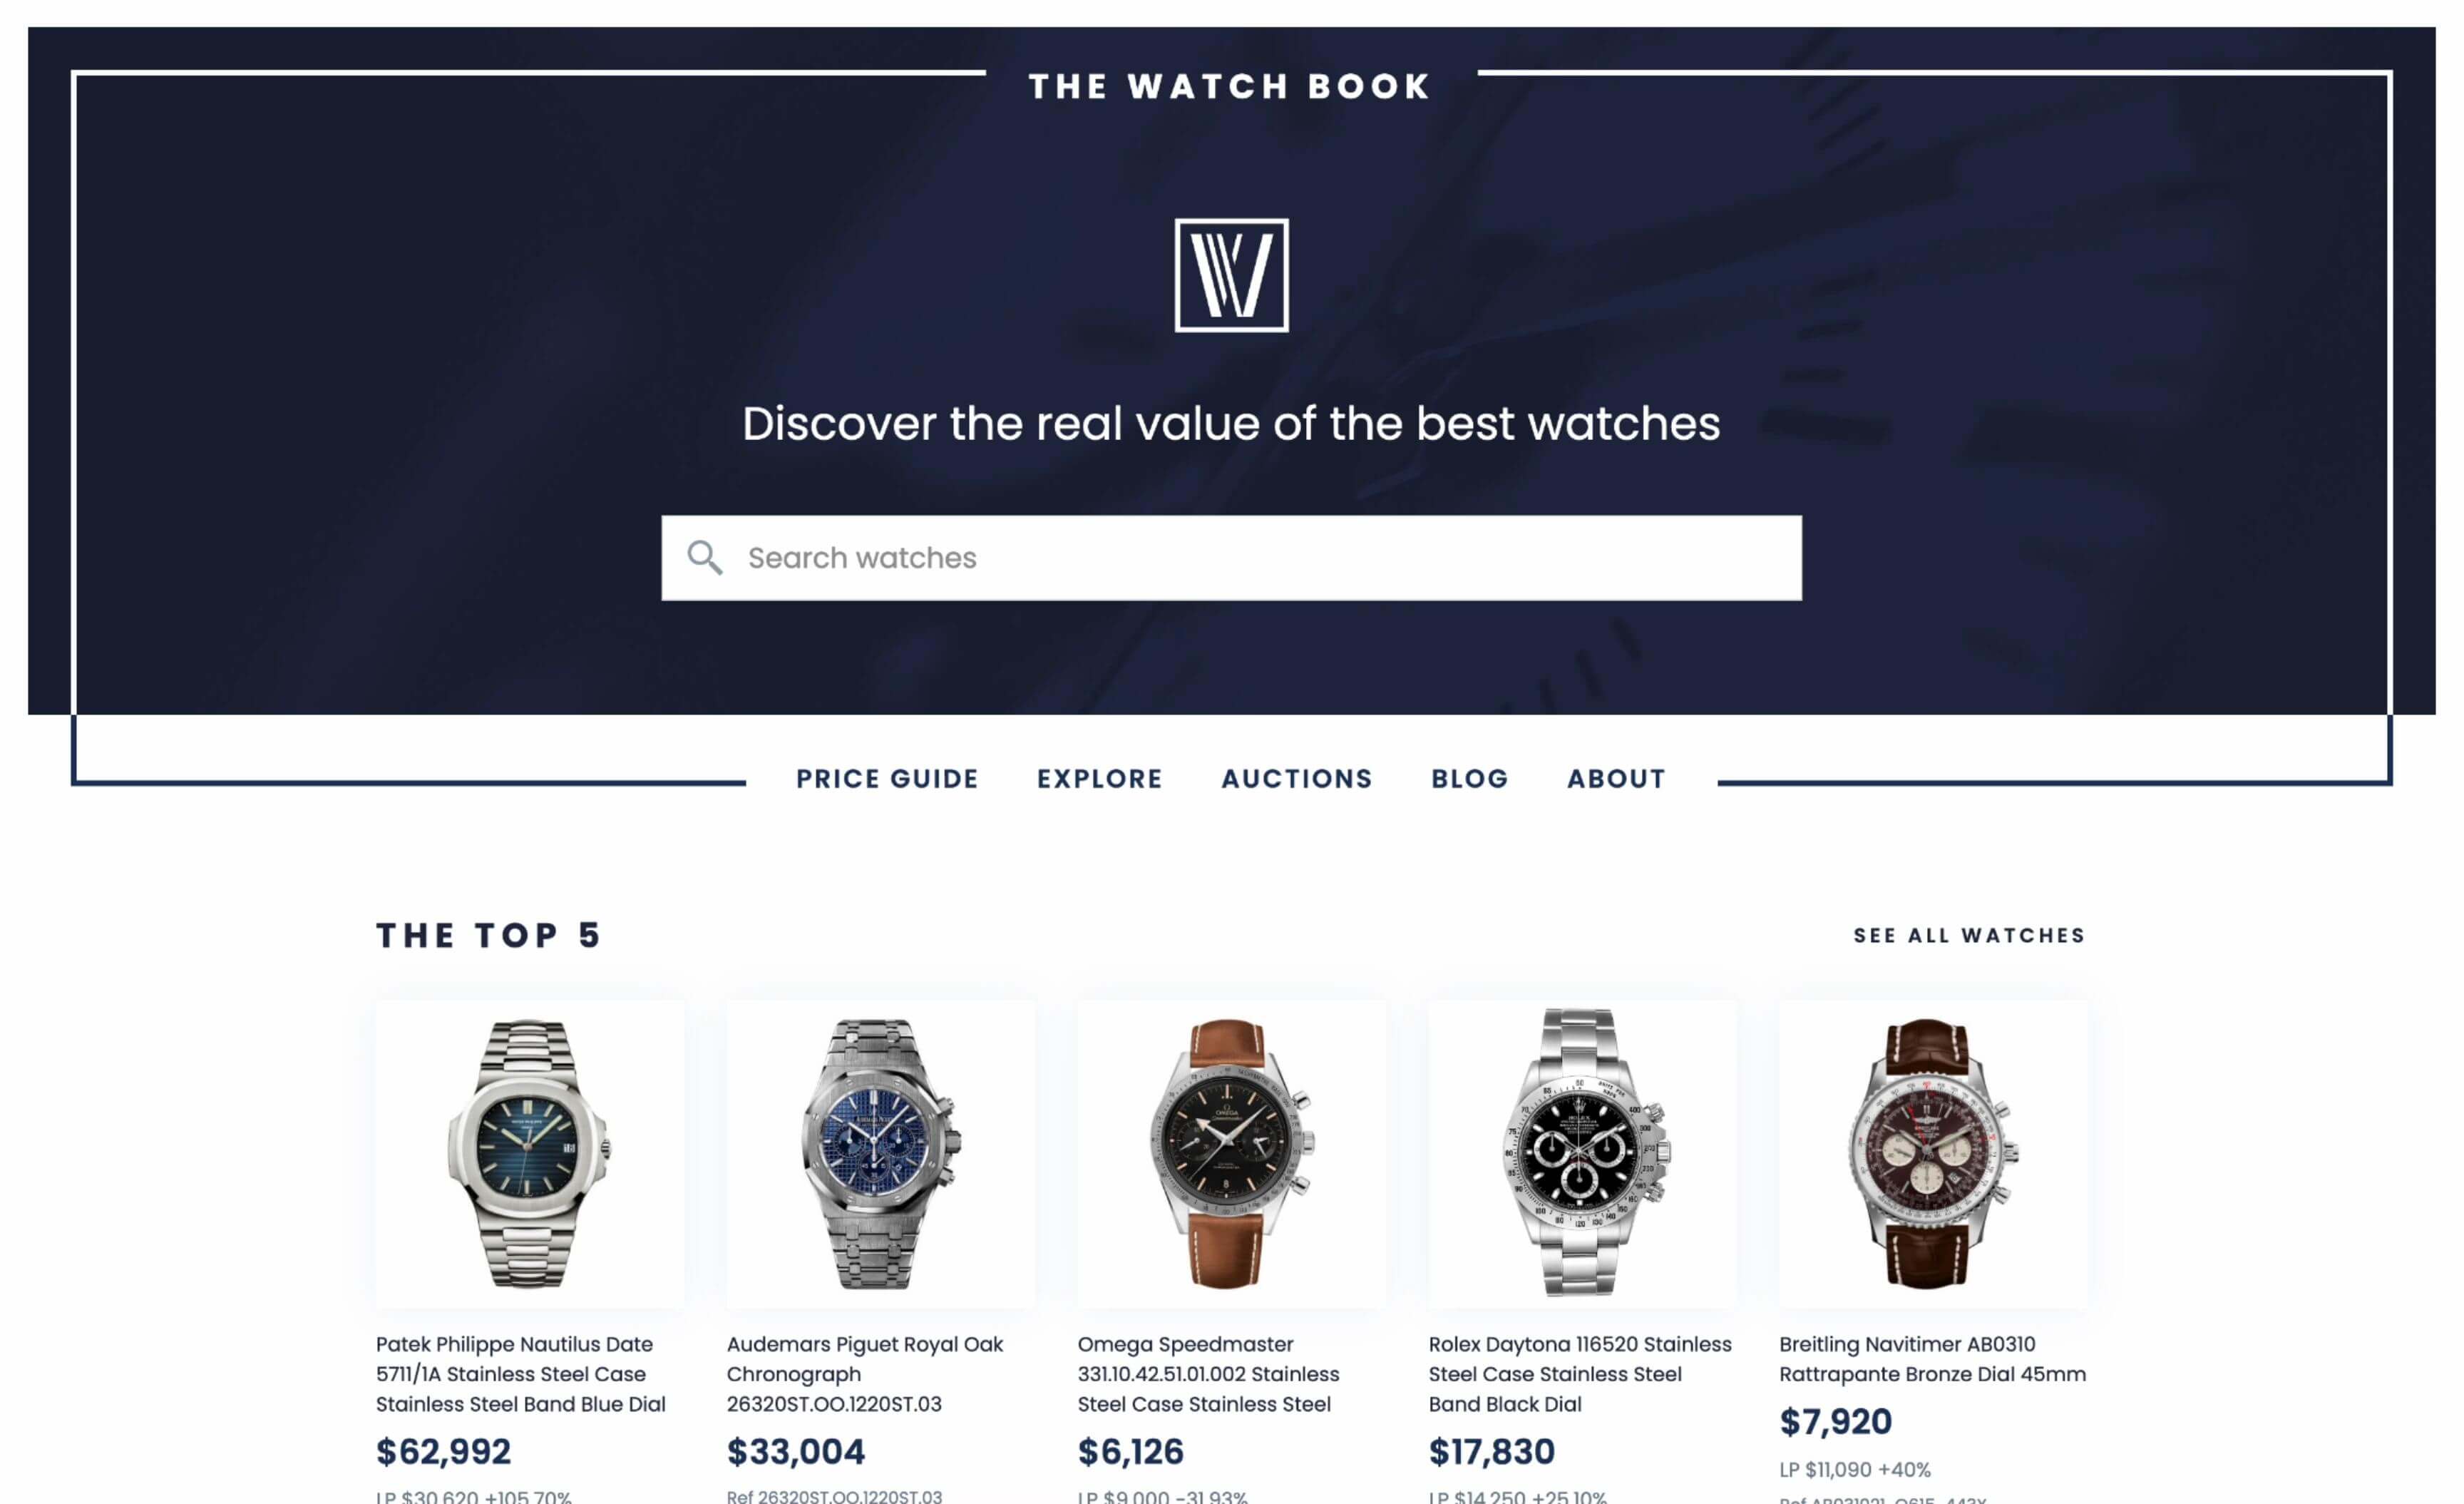 THE WATCH BOOK
W
Discover the real value of the best watches
Search watches
PRICE GUIDE EXPLORE AUCTIONS BLOG ABOUT
THE TOP 5
SEE ALL WATCHES
Patek Philippe Nautilus Date
5711/1A Stainless Steel Case
Stainless Steel Band Blue Dial
$62,992
LP $30,620 +105.70%
Audemars Piguet Royal Oak
Chronograph
26320ST.OO.1220ST.03
$33,004
Ref 26320ST.OO.1220ST.03
Omega Speedmaster
331.10.42.51.01.002 Stainless
Steel Case Stainless Steel
$6,126
LP $9,000 -31.93%
Rolex Daytona 116520 Stainless
Steel Case Stainless Steel
Band Black Dial
$17,830
LP $14,250 +25.10%
Breitling Navitimer AB0310
Rattrapante Bronze Dial 45mm
$7,920
LP $11,090 +40%